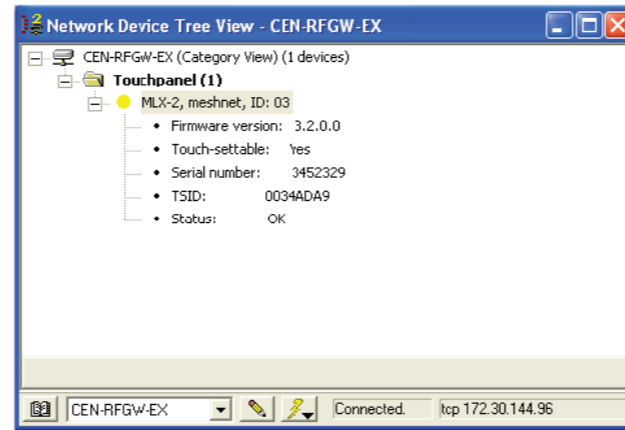 Network Device Tree View - CEN-RFGW-EX
CEN-RFGW-EX (Category View) (1 devices)
Touchpanel (1)
MLX-2, meshnet, ID: 03
Firmware version: 3.2.0.0
Touch-settable: Yes
Serial number: 3452329
TSID: 0034ADA9
Status: OK
CEN-RFGW-EX Connected. tcp 172.30.144.96